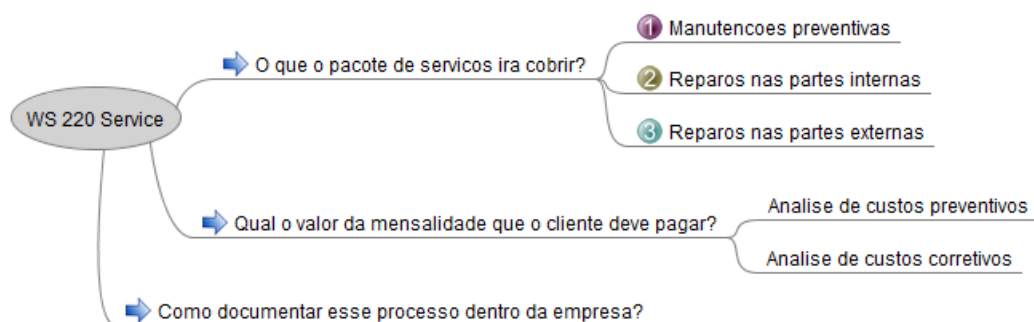 WS 220 Service
O que o pacote de servicos ira cobrir?
1 Manutencoes preventivas
2 Reparos nas partes internas
3 Reparos nas partes externas
Qual o valor da mensalidade que o cliente deve pagar?
Analise de custos preventivos
Analise de custos corretivos
Como documentar esse processo dentro da empresa?